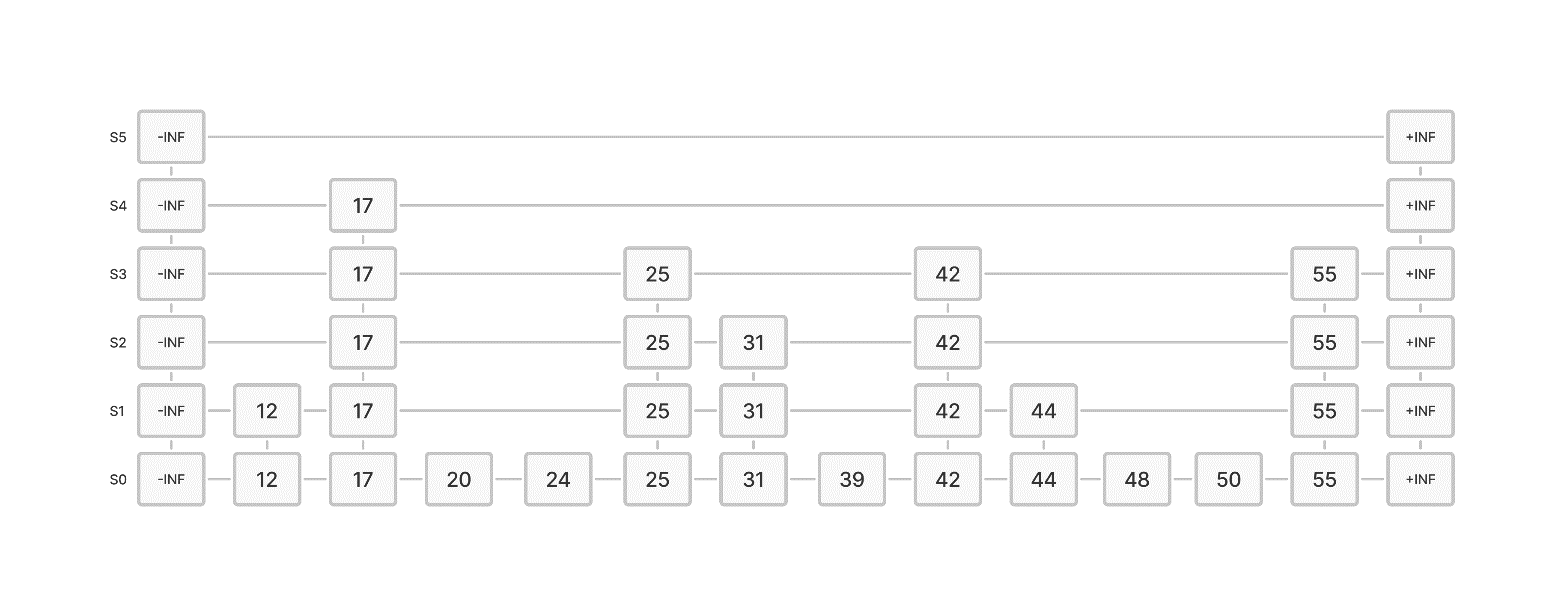 S5 -INF +INF
S4 -INF 17 +INF
S3 -INF 17 25 42 55 +INF
S2 -INF 17 25 31 42 55 +INF
S1 -INF 12 17 25 31 42 44 55 +INF
S0 -INF 12 17 20 24 25 31 39 42 44 48 50 55 +INF